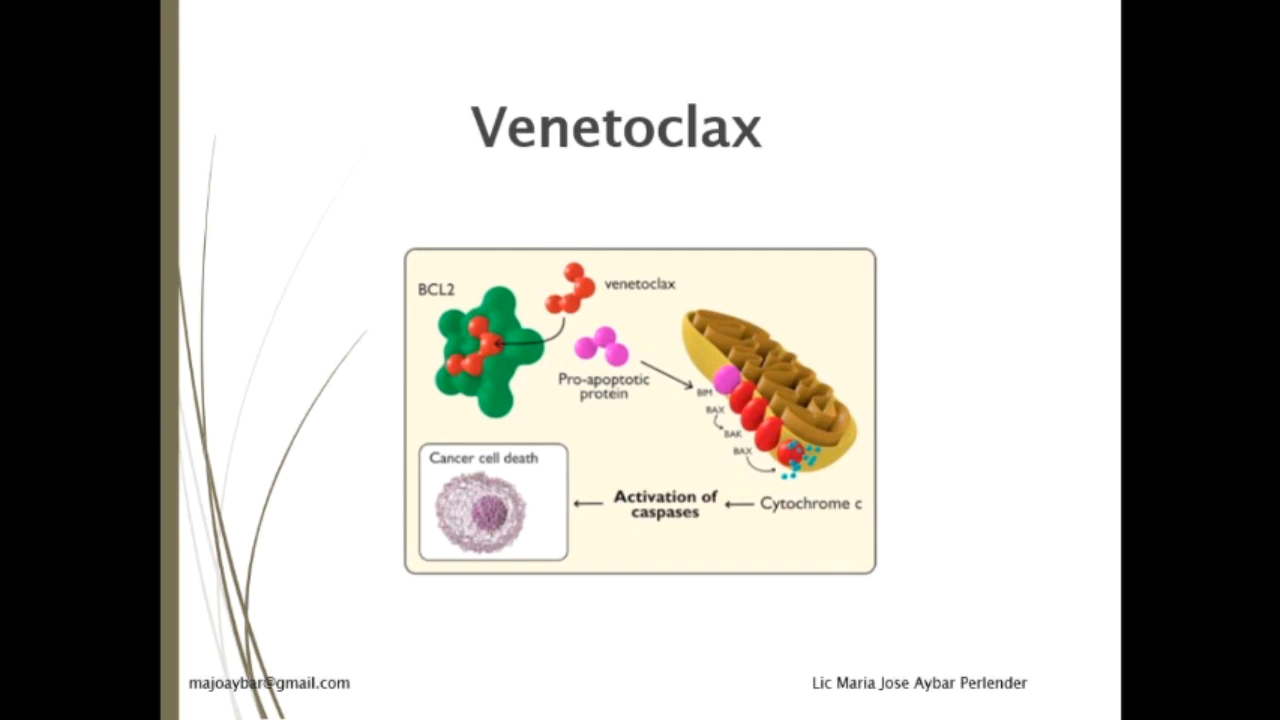 Venetoclax
BCL2
venetoclax
Pro-apoptotic
protein
BIM
BAX
BAK
BAX
Cancer cell death
Activation of
caspases
Cytochrome c
majoaybar@gmail.com
Lic Maria Jose Aybar Perlender